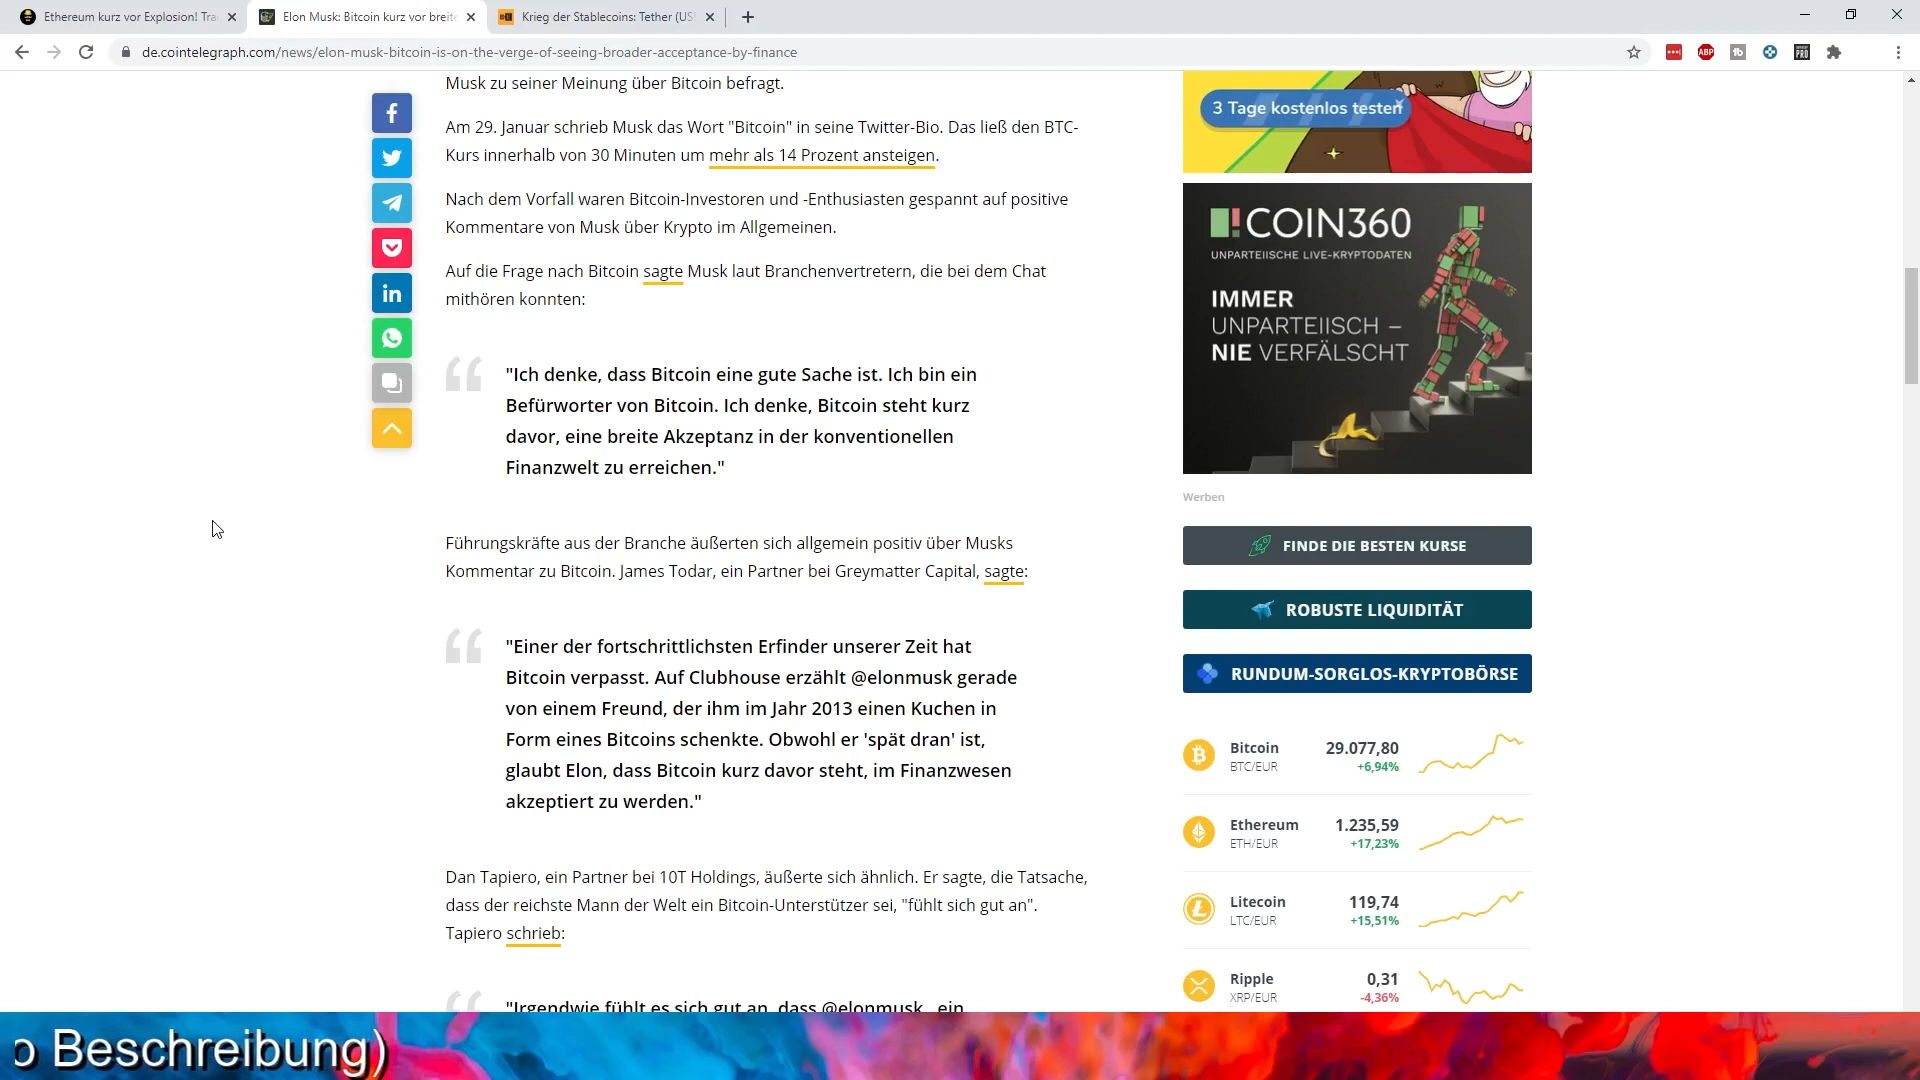 Ethereum kurz vor Explosion! Tra
Elon Musk: Bitcoin kurz vor breite
Krieg der Stablecoins: Tether (US
de.cointelegraph.com/news/elon-musk-bitcoin-is-on-the-verge-of-seeing-broader-acceptance-by-finance
ABP
PRO
Musk zu seiner Meinung über Bitcoin befragt.
Am 29. Januar schrieb Musk das Wort "Bitcoin" in seine Twitter-Bio. Das ließ den BTC-
Kurs innerhalb von 30 Minuten um mehr als 14 Prozent ansteigen.
Nach dem Vorfall waren Bitcoin-Investoren und -Enthusiasten gespannt auf positive
Kommentare von Musk über Krypto im Allgemeinen.
Auf die Frage nach Bitcoin sagte Musk laut Branchenvertretern, die bei dem Chat
mithören konnten:
"Ich denke, dass Bitcoin eine gute Sache ist. Ich bin ein
Befürworter von Bitcoin. Ich denke, Bitcoin steht kurz
davor, eine breite Akzeptanz in der konventionellen
Finanzwelt zu erreichen."
Führungskräfte aus der Branche äußerten sich allgemein positiv über Musks
Kommentar zu Bitcoin. James Todar, ein Partner bei Greymatter Capital, sagte:
"Einer der fortschrittlichsten Erfinder unserer Zeit hat
Bitcoin verpasst. Auf Clubhouse erzählt @elonmusk gerade
von einem Freund, der ihm im Jahr 2013 einen Kuchen in
Form eines Bitcoins schenkte. Obwohl er 'spät dran' ist,
glaubt Elon, dass Bitcoin kurz davor steht, im Finanzwesen
akzeptiert zu werden."
Dan Tapiero, ein Partner bei 10T Holdings, äußerte sich ähnlich. Er sagte, die Tatsache,
dass der reichste Mann der Welt ein Bitcoin-Unterstützer sei, "fühlt sich gut an".
Tapiero schrieb:
"Irgendwie fühlt es sich gut an, dass @elonmusk, ein
3 Tage kostenlos testen
COIN360
UNPARTEIISCHE LIVE-KRYPTODATEN
IMMER
UNPARTEIISCH –
NIE VERFÄLSCHT
Werben
FINDE DIE BESTEN KURSE
ROBUSTE LIQUIDITÄT
RUNDUM-SORGLOS-KRYPTOBÖRSE
Bitcoin 29.077,80
BTC/EUR +6,94%
Ethereum 1.235,59
ETH/EUR +17,23%
Litecoin 119,74
LTC/EUR +15,51%
Ripple 0,31
XRP/EUR -4,36%
o Beschreibung)